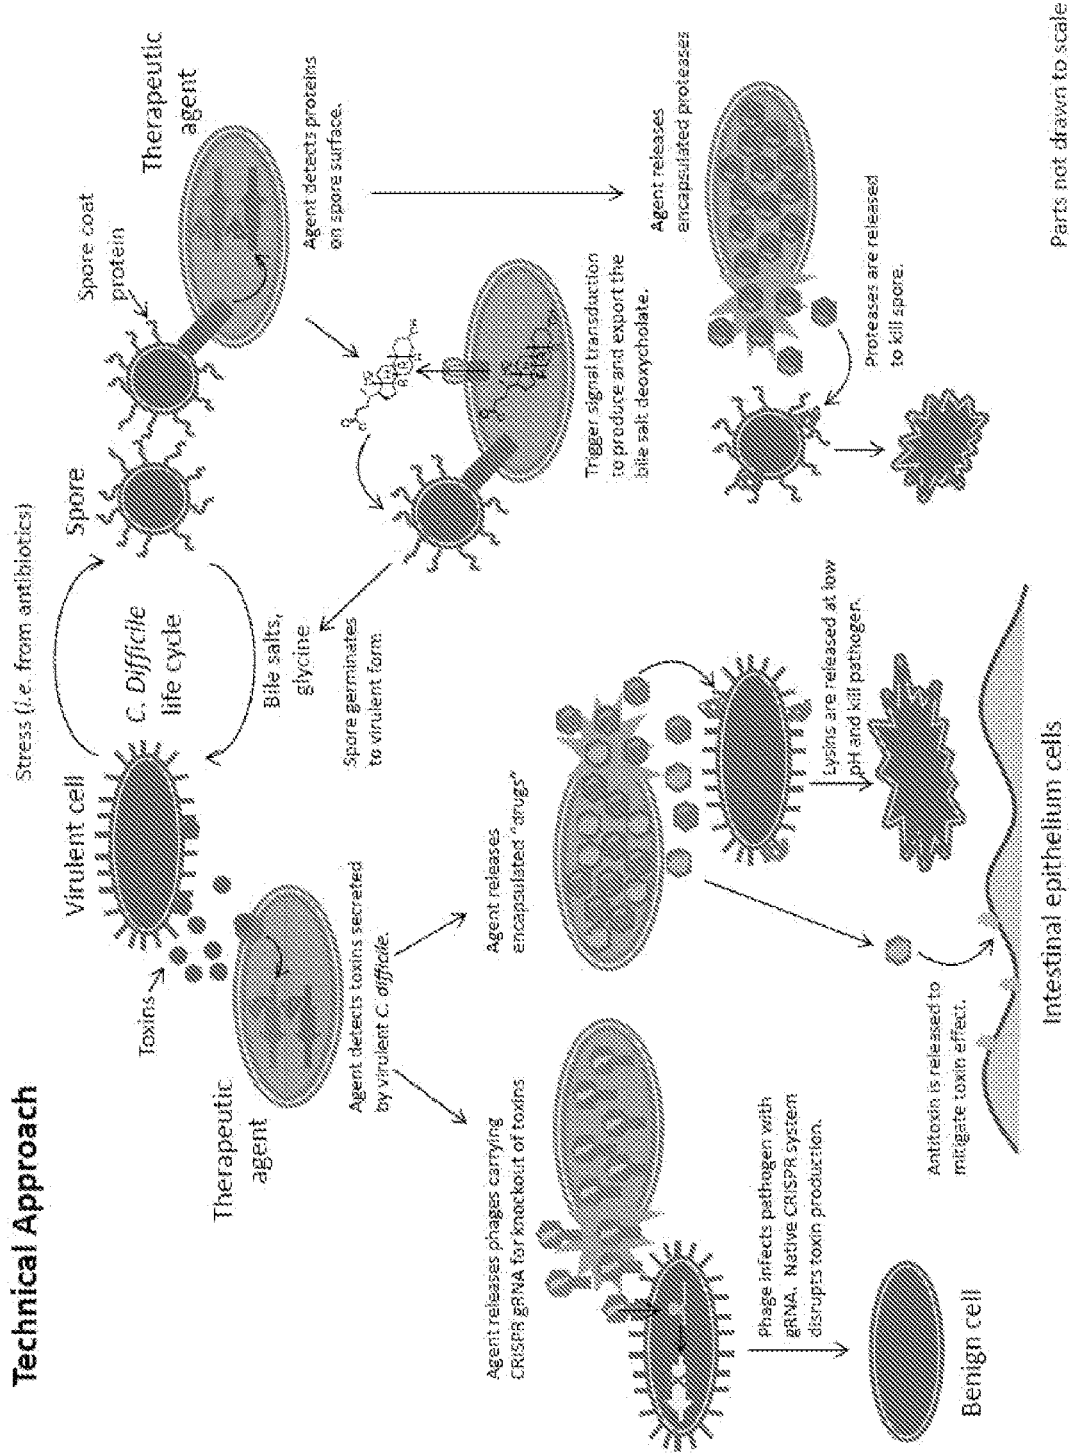 Technical Approach
Stress (i.e. from antibiotics)
Virulent cell
C. Difficile
life cycle
Spore
Spore coat
protein
Therapeutic
agent
Toxins
Bile salts,
glycine
Agent detects proteins
on spore surface.
Therapeutic
agent
Agent detects toxins secreted
by virulent C. difficile.
Spore germinates
to virulent form
Trigger signal transduction
to produce and export the
bile salt deoxycholate.
Agent releases
encapsulated proteases
Agent releases phages carrying
CRISPR gRNA for knockout of toxins
Agent releases
encapsulated "drugs"
Proteases are released
to kill spore.
Phage infects pathogen with
gRNA. Native CRISPR system
disrupts toxin production.
Lysins are released at low
pH and kill pathogen.
Antitoxin is released to
mitigate toxin effect.
Benign cell
Intestinal epithelium cells
Parts not drawn to scale